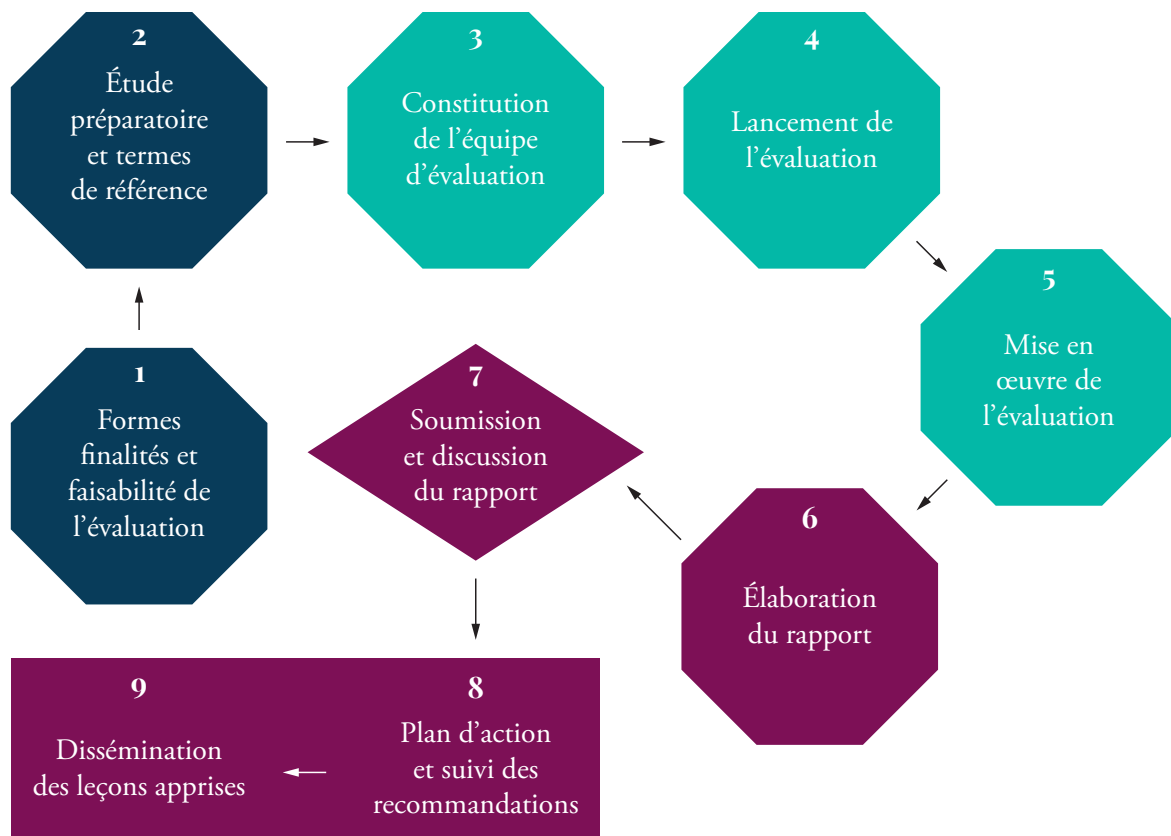 1
Formes
finalités et
faisabilité de
l’évaluation
2
Étude
préparatoire
et termes
de référence
3
Constitution
de l’équipe
d’évaluation
4
Lancement de
l’évaluation
5
Mise en
œuvre de
l’évaluation
6
Élaboration
du rapport
7
Soumission
et discussion
du rapport
8
Plan d’action
et suivi des
recommandations
9
Dissémination
des leçons apprises